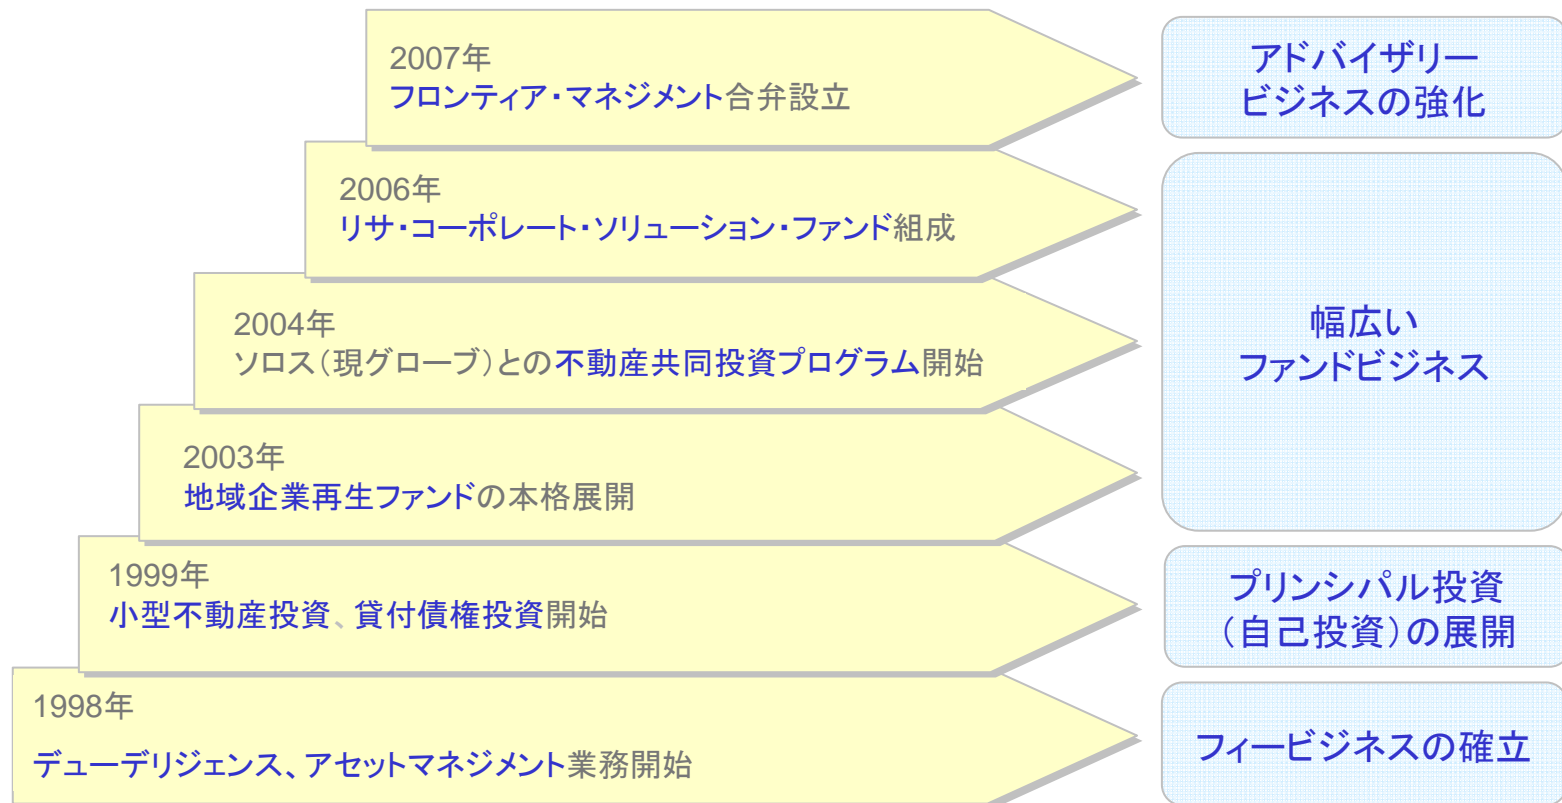 2007年
フロンティア・マネジメント合弁設立
アドバイザリー
ビジネスの強化
2006年
リサ・コーポレート・ソリューション・ファンド組成
2004年
ソロス(現グローブ)との不動産共同投資プログラム開始
2003年
地域企業再生ファンドの本格展開
幅広い
ファンドビジネス
1999年
小型不動産投資、貸付債権投資開始
プリンシパル投資
(自己投資)の展開
1998年
デューデリジェンス、アセットマネジメント業務開始
フィービジネスの確立